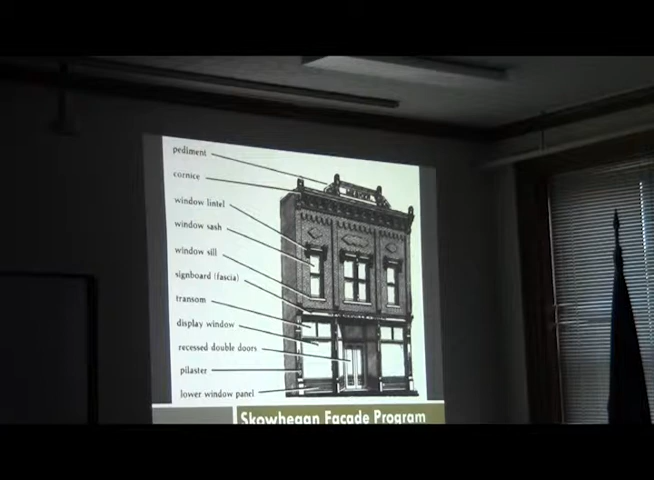 pediment
cornice
window lintel
window sash
window sill
signboard (fascia)
transom
display window
recessed double doors
pilaster
lower window panel
Skowhegan Façade Program